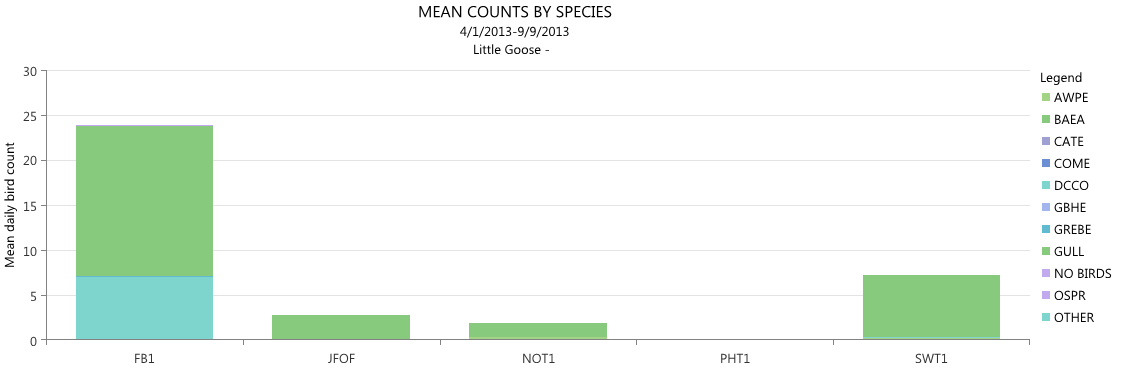 MEAN COUNTS BY SPECIES
4/1/2013-9/9/2013
Little Goose -
Mean daily bird count
30
25
20
15
10
5
0
FB1
JFOF
NOT1
PHT1
SWT1
Legend
AWPE
BAEA
CATE
COME
DCCO
GBHE
GREBE
GULL
NO BIRDS
OSPR
OTHER